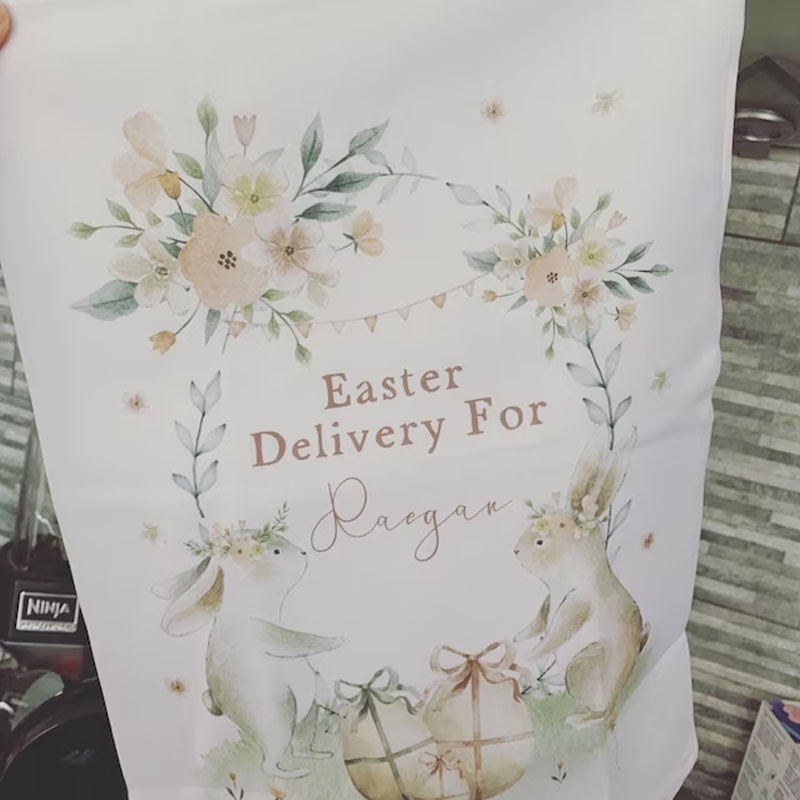 Easter
Delivery For
Raegan
NINJA